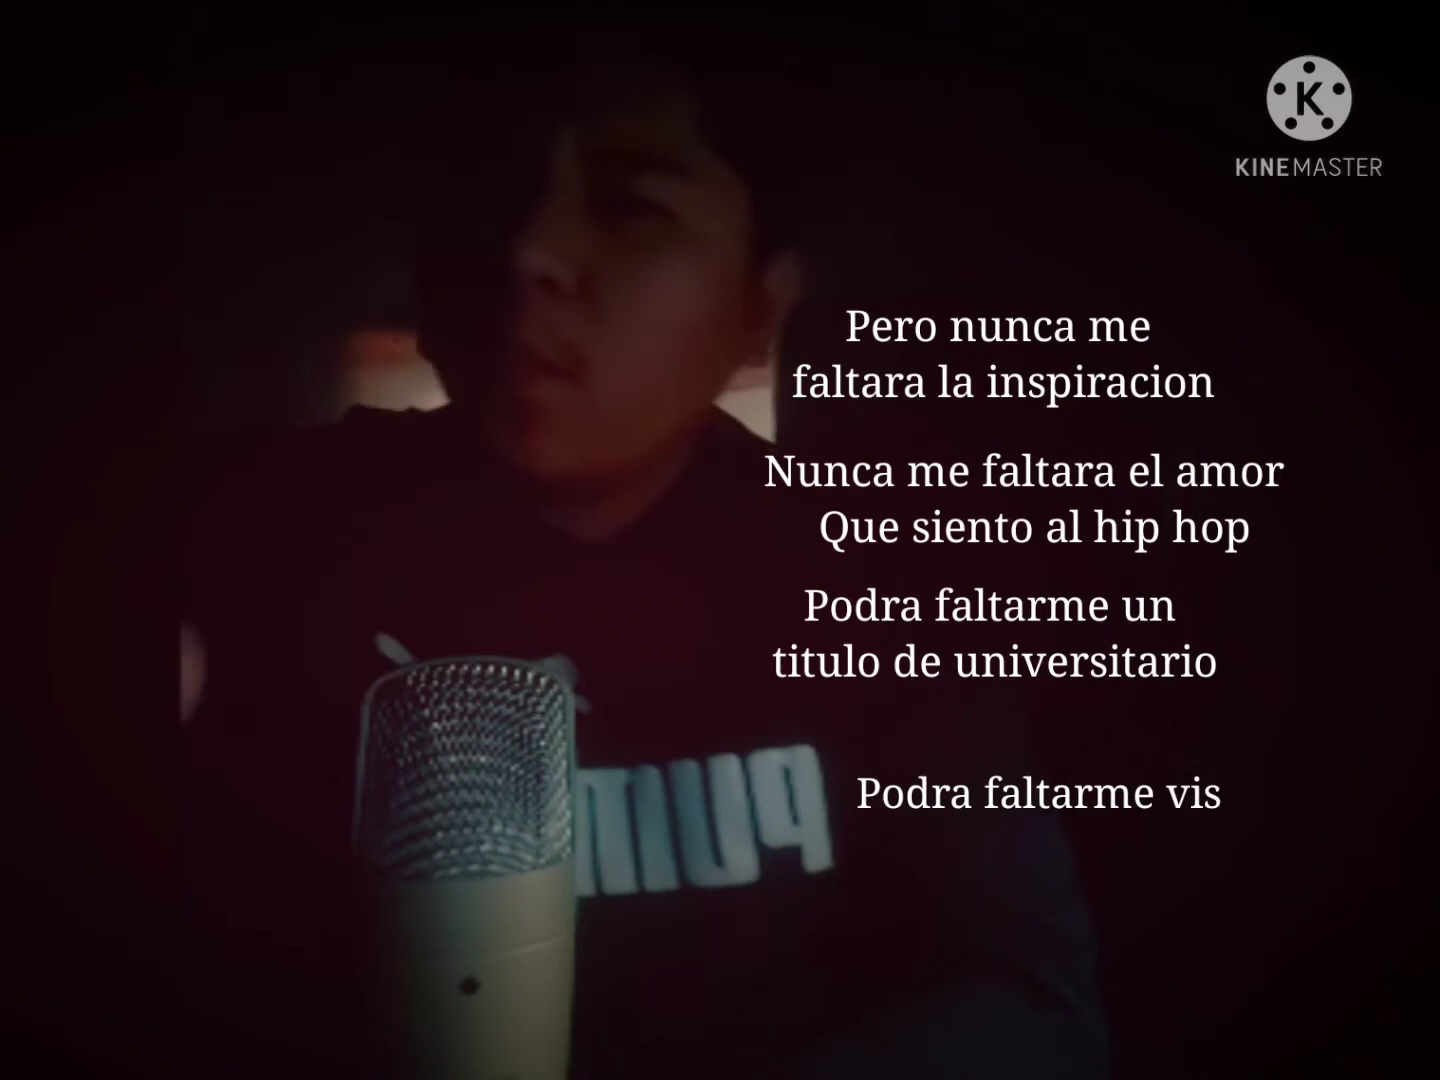 KINEMASTER
Pero nunca me
faltara la inspiracion
Nunca me faltara el amor
Que siento al hip hop
Podra faltarme un
titulo de universitario
Podra faltarme vis